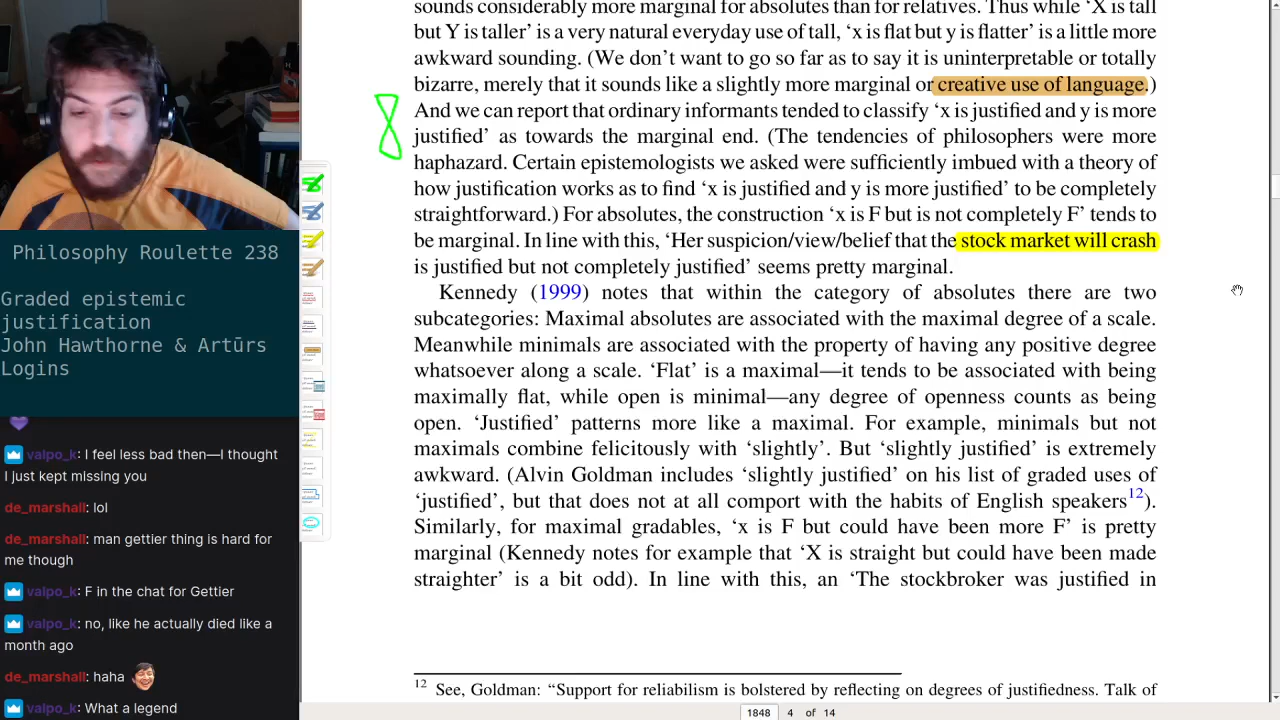 Philosophy Roulette 238
Graded epistemic
justification
John Hawthorne & Artūrs
Logins
valpo_k: I feel less bad then—I thought
I just kept missing you
de_marshall: lol
de_marshall: man gettier thing is hard for
me though
valpo_k: F in the chat for Gettier
valpo_k: no, like he actually died like a
month ago
de_marshall: haha
valpo_k: What a legend
sounds considerably more marginal for absolutes than for relatives. Thus while ‘X is tall
but Y is taller’ is a very natural everyday use of tall, ‘x is flat but y is flatter’ is a little more
awkward sounding. (We don’t want to go so far as to say it is uninterpretable or totally
bizarre, merely that it sounds like a slightly more marginal or creative use of language.)
And we can report that ordinary informants tended to classify ‘x is justified and y is more
justified’ as towards the marginal end. (The tendencies of philosophers were more
haphazard. Certain epistemologists we asked were sufficiently imbued with a theory of
how justification works as to find ‘x is justified and y is more justified’ to be completely
straightforward.) For absolutes, the construction ‘x is F but is not completely F’ tends to
be marginal. In line with this, ‘Her suspicion/view/belief that the stock market will crash
is justified but not completely justified’ seems pretty marginal.
Kennedy (1999) notes that within the category of absolutes there are two
subcategories: Maximal absolutes are associated with the maximal degree of a scale.
Meanwhile minimals are associated with the property of having any positive degree
whatsoever along a scale. ‘Flat’ is a maximal—it tends to be associated with being
maximally flat, while open is minimal—any degree of openness counts as being
open. ‘Justified’ patterns more like a maximal. For example, minimals but not
maximals combine felicitously with ‘slightly’. And ‘slightly justified’ is extremely
awkward. (Alvin Goldman includes ‘slightly justified’ in his list of gradeables of
‘justified’ but that does not at all comport with the habits of English speakers.12).
Similarly, for maximal gradables, ‘x is F but could have been more F’ is pretty
marginal (Kennedy notes for example that ‘X is straight but could have been made
straighter’ is a bit odd). In line with this, an ‘The stockbroker was justified in
12 See, Goldman: “Support for reliabilism is bolstered by reflecting on degrees of justifiedness. Talk of
1848 4 of 14